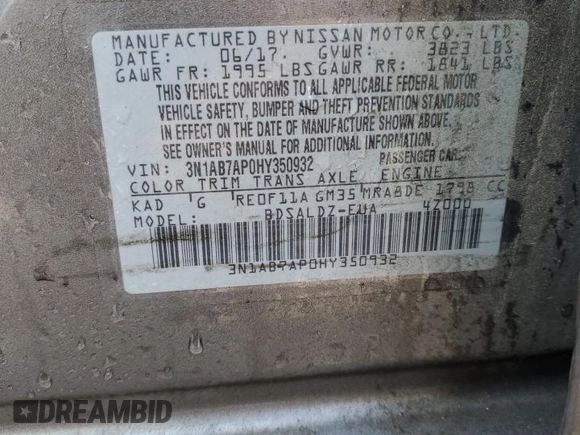 MANUFACTURED BY NISSAN MOTOR CO., LTD.
DATE: 06/17. GVWR: 3823 LBS
GAWR FR: 1995 LBS GAWR RR: 1841 LBS
THIS VEHICLE CONFORMS TO ALL APPLICABLE FEDERAL MOTOR
VEHICLE SAFETY, BUMPER AND THEFT PREVENTION STANDARDS
IN EFFECT ON THE DATE OF MANUFACTURE SHOWN ABOVE.
SEE OWNER'S MANUAL FOR ADDITIONAL INFORMATION.
VIN: 3N1AB7AP0HY350932 PASSENGER CAR
COLOR TRIM TRANS AXLE ENGINE
KAD G RE0F11A GM35 MRA8DE 1798 CC
MODEL: BDSALDZ-EUA 4Z000
3N1AB7AP0HY350932
DREAMBID